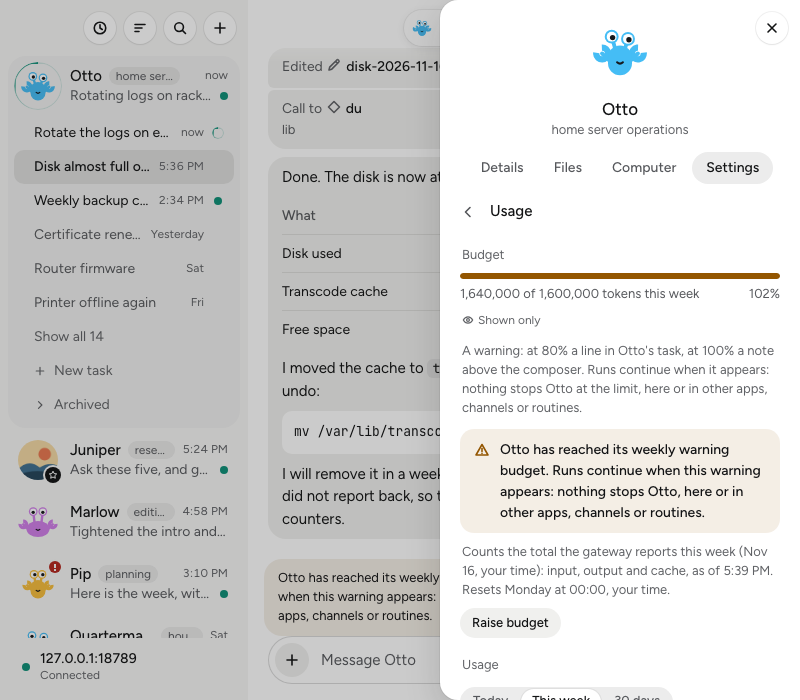 Otto
home ser...
now
Rotating logs on rack...
Rotate the logs on e...
now
Disk almost full o...
5:36 PM
Weekly backup c...
2:34 PM
Certificate rene...
Yesterday
Router firmware
Sat
Printer offline again
Fri
Show all 14
New task
Archived
Juniper
rese...
5:24 PM
Ask these five, and g...
Marlow
editi...
4:58 PM
Tightened the intro and...
Pip
planning
3:10 PM
Here is the week, wit...
Quarterma
hou...
Sat
127.0.0.1:18789
Connected
Edited disk-2026-11-1
Call to du
lib
Done. The disk is now at
What
Disk used
Transcode cache
Free space
I moved the cache to
undo:
mv /var/lib/transco
I will remove it in a week
did not report back, so t
counters.
Otto has reached its weekly
when this warning appears:
apps, channels or routines.
Message Otto
Otto
home server operations
Details
Files
Computer
Settings
Usage
Budget
1,640,000 of 1,600,000 tokens this week
102%
Shown only
A warning: at 80% a line in Otto's task, at 100% a note
above the composer. Runs continue when it appears:
nothing stops Otto at the limit, here or in other apps,
channels or routines.
Otto has reached its weekly warning
budget. Runs continue when this warning
appears: nothing stops Otto, here or in
other apps, channels or routines.
Counts the total the gateway reports this week (Nov
16, your time): input, output and cache, as of 5:39 PM.
Resets Monday at 00:00, your time.
Raise budget
Usage
Today
This week
30 days